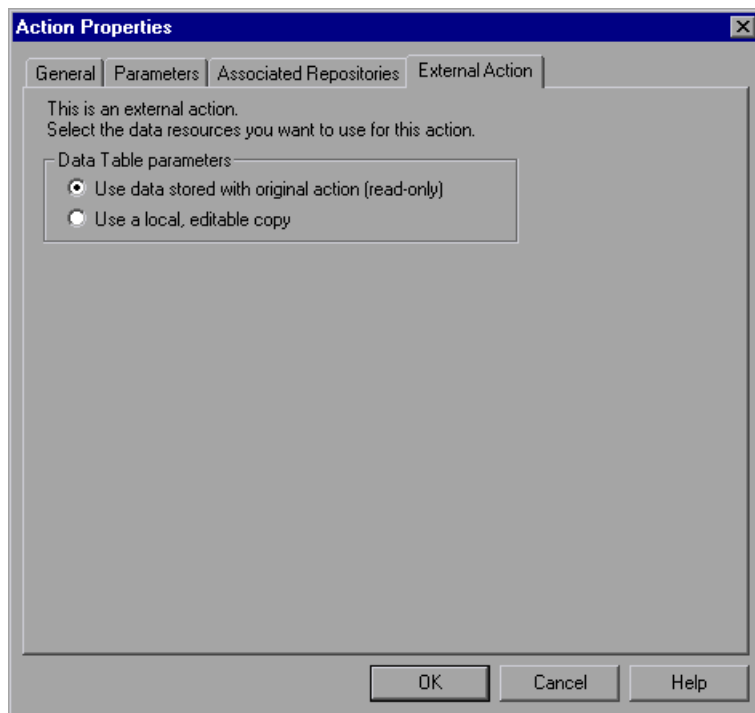 Action Properties
General Parameters Associated Repositories External Action
This is an external action.
Select the data resources you want to use for this action.
Data Table parameters
Use data stored with original action (read-only)
Use a local, editable copy
OK Cancel Help